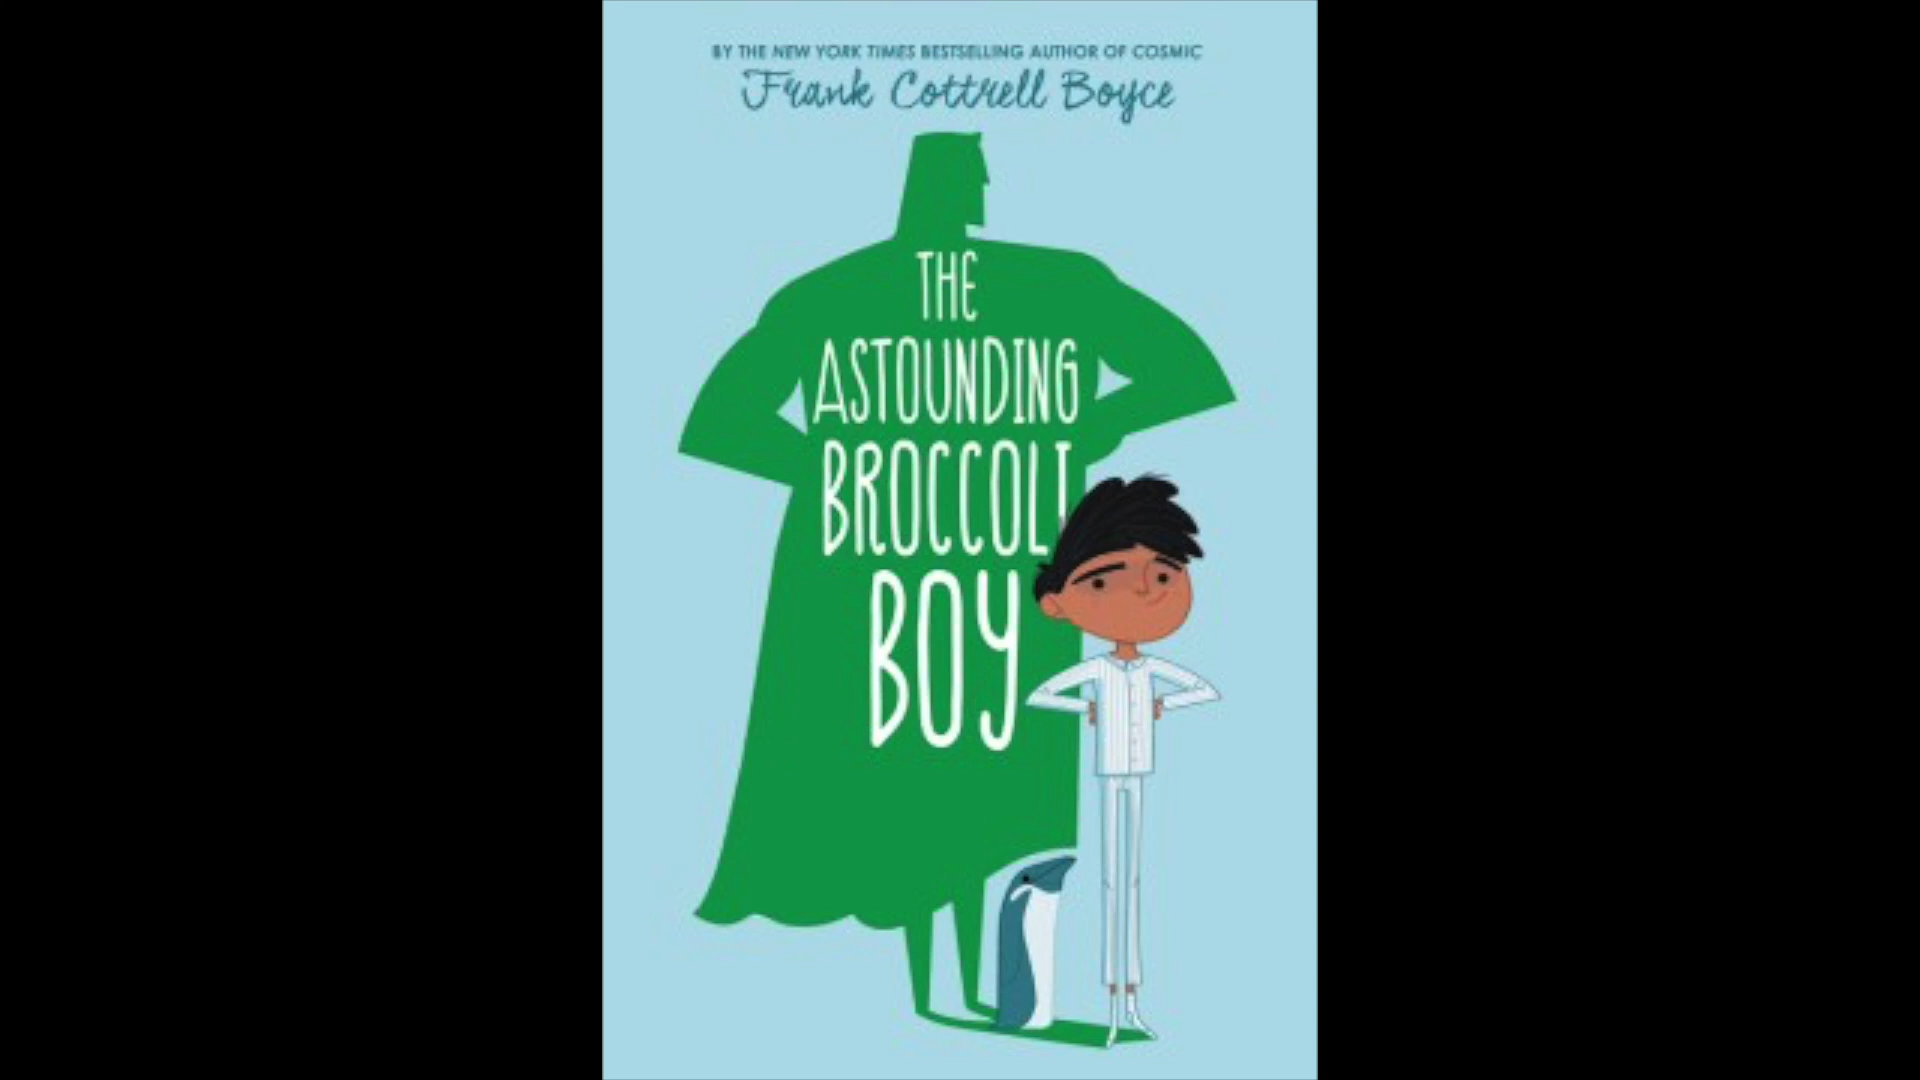 BY THE NEW YORK TIMES BESTSELLING AUTHOR OF COSMIC
Frank Cottrell Boyce
THE
ASTOUNDING
BROCCOLI
BOY